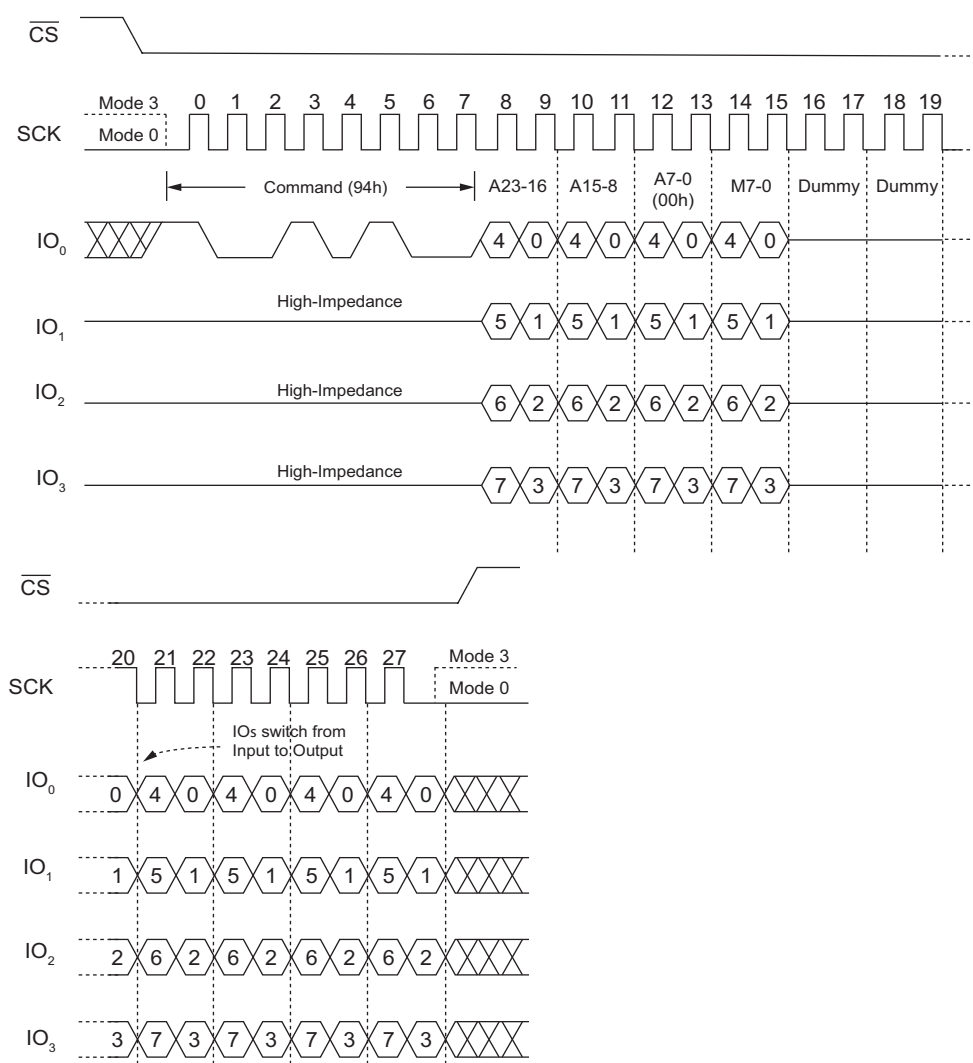 CS
Mode 3 0 1 2 3 4 5 6 7 8 9 10 11 12 13 14 15 16 17 18 19
SCK Mode 0
Command (94h) A23-16 A15-8 A7-0 (00h) M7-0 Dummy Dummy
IO0 4 0 4 0 4 0 4 0
High-Impedance
IO1 5 1 5 1 5 1 5 1
High-Impedance
IO2 6 2 6 2 6 2 6 2
High-Impedance
IO3 7 3 7 3 7 3 7 3
CS
20 21 22 23 24 25 26 27 Mode 3
SCK Mode 0
IOs switch from
Input to Output
IO0 0 4 0 4 0 4 0 4 0
IO1 1 5 1 5 1 5 1 5 1
IO2 2 6 2 6 2 6 2 6 2
IO3 3 7 3 7 3 7 3 7 3